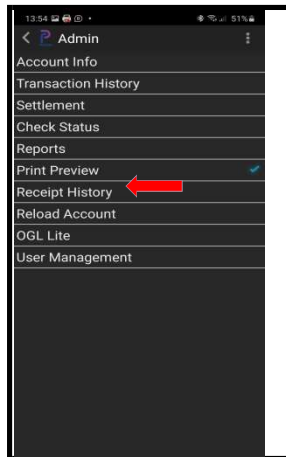 13:54 51%
Admin
Account Info
Transaction History
Settlement
Check Status
Reports
Print Preview
Receipt History
Reload Account
OGL Lite
User Management